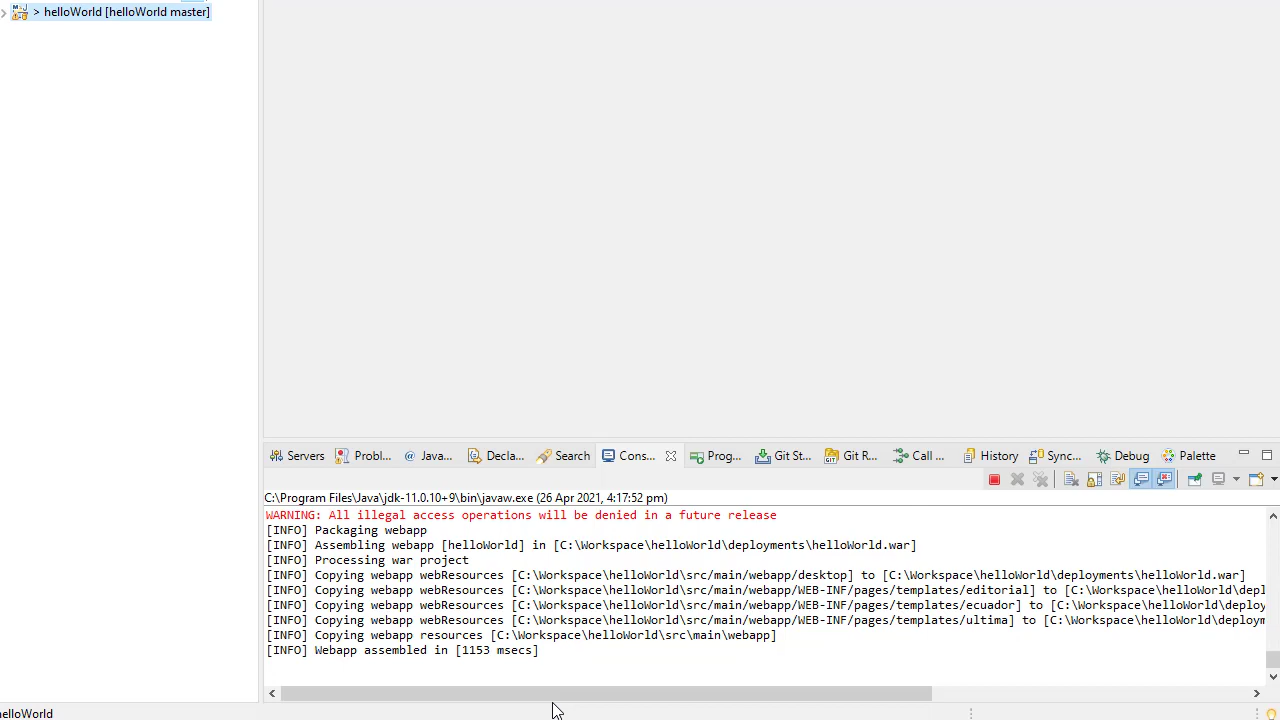 > helloWorld [helloWorld master]
Servers Probl... Java... Decla... Search Cons... Prog... Git St... Git R... Call ... History Sync... Debug Palette
C:\Program Files\Java\jdk-11.0.10+9\bin\javaw.exe (26 Apr 2021, 4:17:52 pm)
WARNING: All illegal access operations will be denied in a future release
[INFO] Packaging webapp
[INFO] Assembling webapp [helloWorld] in [C:\Workspace\helloWorld\deployments\helloWorld.war]
[INFO] Processing war project
[INFO] Copying webapp webResources [C:\Workspace\helloWorld\src/main/webapp/desktop] to [C:\Workspace\helloWorld\deployments\helloWorld.war]
[INFO] Copying webapp webResources [C:\Workspace\helloWorld\src/main/webapp/WEB-INF/pages/templates/editorial] to [C:\Workspace\helloWorld\depl
[INFO] Copying webapp webResources [C:\Workspace\helloWorld\src/main/webapp/WEB-INF/pages/templates/ecuador] to [C:\Workspace\helloWorld\deploy
[INFO] Copying webapp webResources [C:\Workspace\helloWorld\src/main/webapp/WEB-INF/pages/templates/ultima] to [C:\Workspace\helloWorld\deploym
[INFO] Copying webapp resources [C:\Workspace\helloWorld\src\main\webapp]
[INFO] Webapp assembled in [1153 msecs]
helloWorld